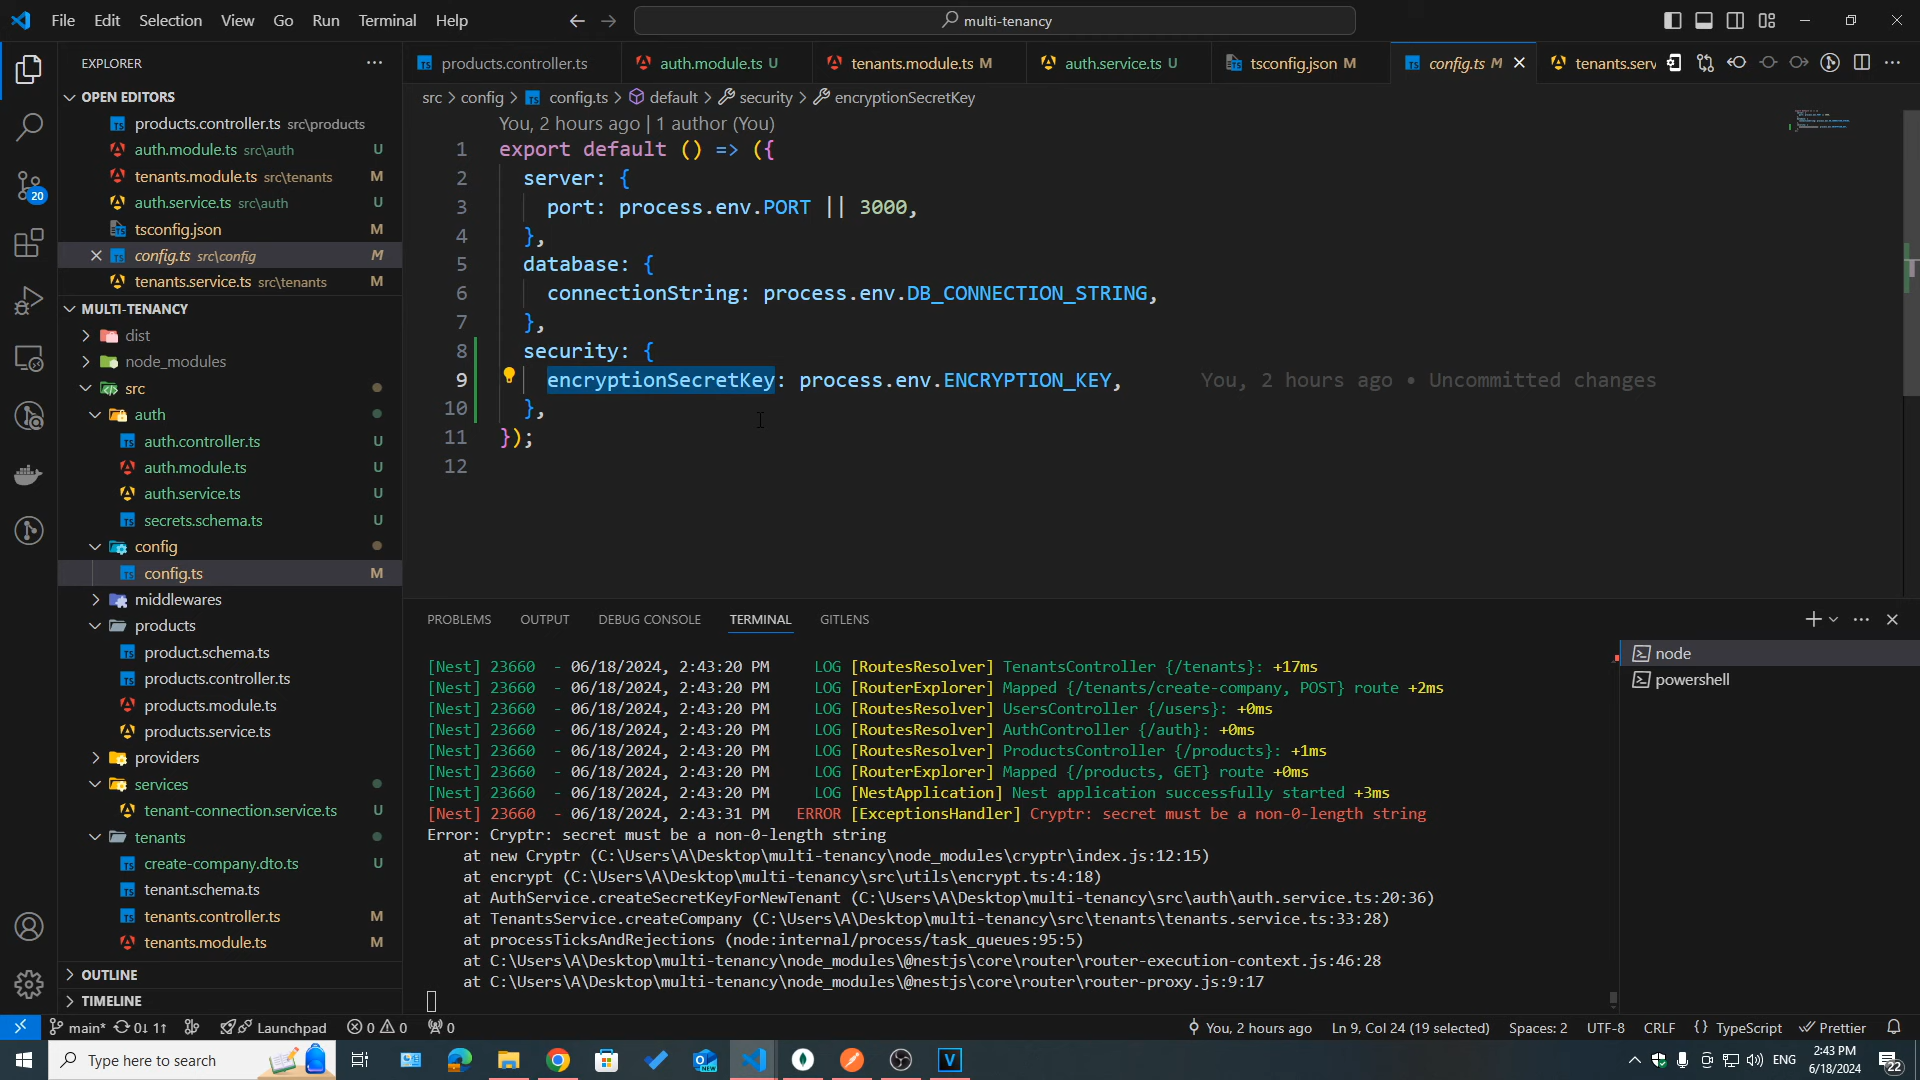 File Edit Selection View Go Run Terminal Help
multi-tenancy
EXPLORER
OPEN EDITORS
products.controller.ts src\products
auth.module.ts src\auth U
tenants.module.ts src\tenants M
auth.service.ts src\auth U
tsconfig.json M
config.ts src\config M
tenants.service.ts src\tenants M
MULTI-TENANCY
dist
node_modules
src
auth
auth.controller.ts U
auth.module.ts U
auth.service.ts U
secrets.schema.ts U
config
config.ts M
middlewares
products
product.schema.ts
products.controller.ts
products.module.ts
products.service.ts
providers
services
tenant-connection.service.ts U
tenants
create-company.dto.ts U
tenant.schema.ts
tenants.controller.ts M
tenants.module.ts M
OUTLINE
TIMELINE
20
products.controller.ts auth.module.ts U tenants.module.ts M auth.service.ts U tsconfig.json M config.ts M tenants.serv
src > config > config.ts > default > security > encryptionSecretKey
You, 2 hours ago | 1 author (You)
1 export default () => ({
2 server: {
3 port: process.env.PORT || 3000,
4 },
5 database: {
6 connectionString: process.env.DB_CONNECTION_STRING,
7 },
8 security: {
9 encryptionSecretKey: process.env.ENCRYPTION_KEY, You, 2 hours ago • Uncommitted changes
10 },
11 });
12
PROBLEMS OUTPUT DEBUG CONSOLE TERMINAL GITLENS
node
powershell
[Nest] 23660 - 06/18/2024, 2:43:20 PM LOG [RoutesResolver] TenantsController {/tenants}: +17ms
[Nest] 23660 - 06/18/2024, 2:43:20 PM LOG [RouterExplorer] Mapped {/tenants/create-company, POST} route +2ms
[Nest] 23660 - 06/18/2024, 2:43:20 PM LOG [RoutesResolver] UsersController {/users}: +0ms
[Nest] 23660 - 06/18/2024, 2:43:20 PM LOG [RoutesResolver] AuthController {/auth}: +0ms
[Nest] 23660 - 06/18/2024, 2:43:20 PM LOG [RoutesResolver] ProductsController {/products}: +1ms
[Nest] 23660 - 06/18/2024, 2:43:20 PM LOG [RouterExplorer] Mapped {/products, GET} route +0ms
[Nest] 23660 - 06/18/2024, 2:43:20 PM LOG [NestApplication] Nest application successfully started +3ms
[Nest] 23660 - 06/18/2024, 2:43:31 PM ERROR [ExceptionsHandler] Cryptr: secret must be a non-0-length string
Error: Cryptr: secret must be a non-0-length string
at new Cryptr (C:\Users\A\Desktop\multi-tenancy\node_modules\cryptr\index.js:12:15)
at encrypt (C:\Users\A\Desktop\multi-tenancy\src\utils\encrypt.ts:4:18)
at AuthService.createSecretKeyForNewTenant (C:\Users\A\Desktop\multi-tenancy\src\auth\auth.service.ts:20:36)
at TenantsService.createCompany (C:\Users\A\Desktop\multi-tenancy\src\tenants\tenants.service.ts:33:28)
at processTicksAndRejections (node:internal/process/task_queues:95:5)
at C:\Users\A\Desktop\multi-tenancy\node_modules\@nestjs\core\router\router-execution-context.js:46:28
at C:\Users\A\Desktop\multi-tenancy\node_modules\@nestjs\core\router\router-proxy.js:9:17
main* 0↓ 1↑ Launchpad 0 0 0 You, 2 hours ago Ln 9, Col 24 (19 selected) Spaces: 2 UTF-8 CRLF {} TypeScript Prettier
Type here to search
ENG
2:43 PM
6/18/2024
22